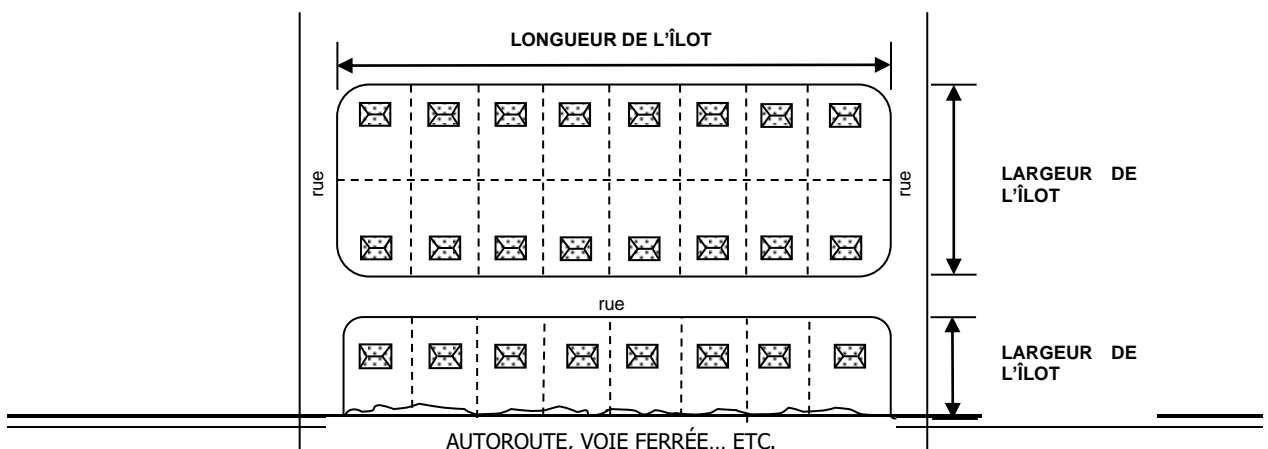 LONGUEUR DE L'ÎLOT
rue
rue
LARGEUR DE
L'ÎLOT
rue
LARGEUR DE
L'ÎLOT
AUTOROUTE, VOIE FERRÉE... ETC.